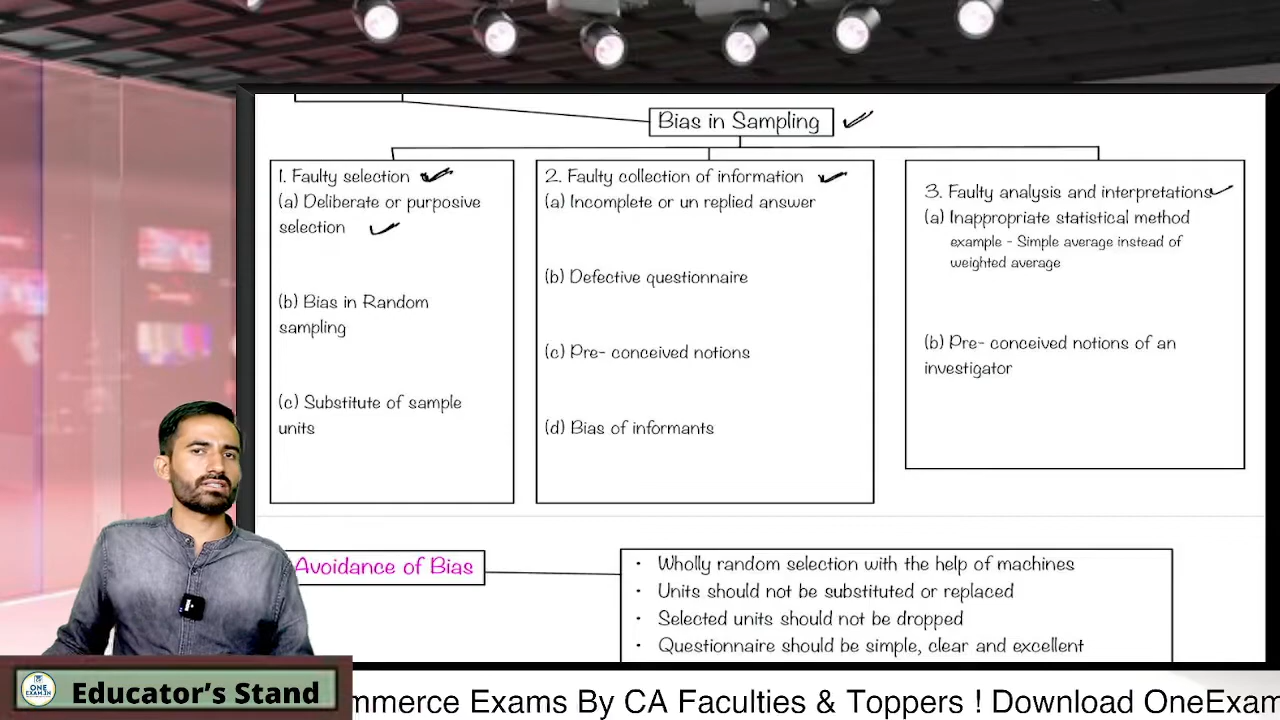 Bias in Sampling
1. Faulty selection
(a) Deliberate or purposive
selection
(b) Bias in Random
sampling
(c) Substitute of sample
units
2. Faulty collection of information
(a) Incomplete or un replied answer
(b) Defective questionnaire
(c) Pre- conceived notions
(d) Bias of informants
3. Faulty analysis and interpretations
(a) Inappropriate statistical method
example - Simple average instead of
weighted average
(b) Pre- conceived notions of an
investigator
Avoidance of Bias
• Wholly random selection with the help of machines
• Units should not be substituted or replaced
• Selected units should not be dropped
• Questionnaire should be simple, clear and excellent
ONE
EXAM.IN
Educator's Stand
mmerce Exams By CA Faculties & Toppers ! Download OneExam